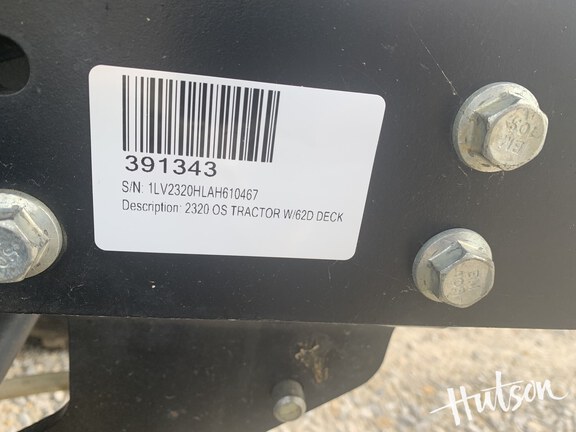 391343
S/N: 1LV2320HLAH610467
Description: 2320 OS TRACTOR W/62D DECK
Hutson